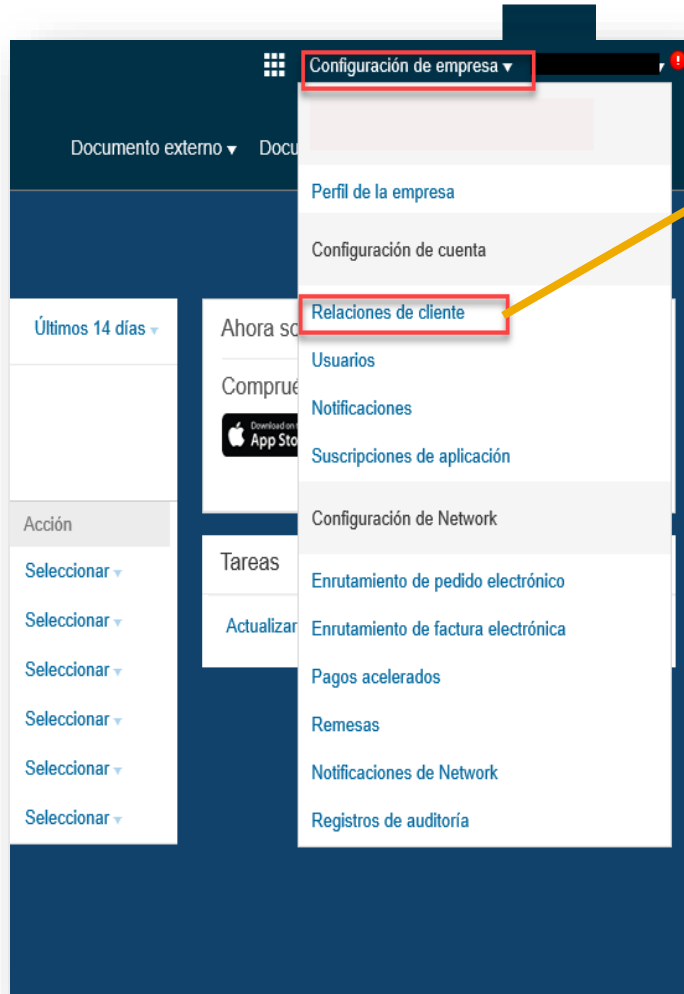 Configuración de empresa
Documento externo
Docu
Perfil de la empresa
Configuración de cuenta
Relaciones de cliente
Usuarios
Notificaciones
Suscripciones de aplicación
Configuración de Network
Enrutamiento de pedido electrónico
Enrutamiento de factura electrónica
Pagos acelerados
Remesas
Notificaciones de Network
Registros de auditoría
Últimos 14 días
Acción
Seleccionar
Seleccionar
Seleccionar
Seleccionar
Seleccionar
Seleccionar
Ahora so
Comprué
Download on t
App Sto
Tareas
Actualizar